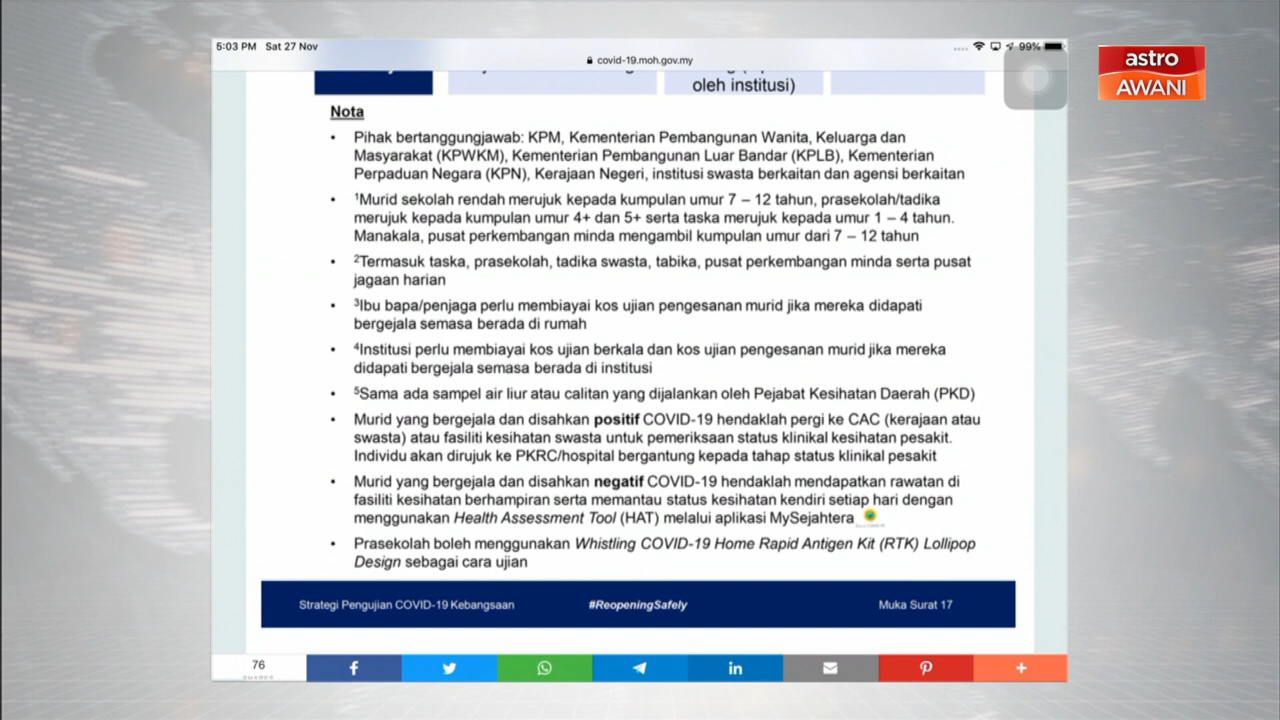 5:03 PM Sat 27 Nov
99%
covid-19.moh.gov.my
astro
AWANI
oleh institusi)
Nota
• Pihak bertanggungjawab: KPM, Kementerian Pembangunan Wanita, Keluarga dan
Masyarakat (KPWKM), Kementerian Pembangunan Luar Bandar (KPLB), Kementerian
Perpaduan Negara (KPN), Kerajaan Negeri, institusi swasta berkaitan dan agensi berkaitan
• ¹Murid sekolah rendah merujuk kepada kumpulan umur 7 – 12 tahun, prasekolah/tadika
merujuk kepada kumpulan umur 4+ dan 5+ serta taska merujuk kepada umur 1 – 4 tahun.
Manakala, pusat perkembangan minda mengambil kumpulan umur dari 7 – 12 tahun
• ²Termasuk taska, prasekolah, tadika swasta, tabika, pusat perkembangan minda serta pusat
jagaan harian
• ³Ibu bapa/penjaga perlu membiayai kos ujian pengesanan murid jika mereka didapati
bergejala semasa berada di rumah
• ⁴Institusi perlu membiayai kos ujian berkala dan kos ujian pengesanan murid jika mereka
didapati bergejala semasa berada di institusi
• ⁵Sama ada sampel air liur atau calitan yang dijalankan oleh Pejabat Kesihatan Daerah (PKD)
• Murid yang bergejala dan disahkan positif COVID-19 hendaklah pergi ke CAC (kerajaan atau
swasta) atau fasiliti kesihatan swasta untuk pemeriksaan status klinikal kesihatan pesakit.
Individu akan dirujuk ke PKRC/hospital bergantung kepada tahap status klinikal pesakit
• Murid yang bergejala dan disahkan negatif COVID-19 hendaklah mendapatkan rawatan di
fasiliti kesihatan berhampiran serta memantau status kesihatan kendiri setiap hari dengan
menggunakan Health Assessment Tool (HAT) melalui aplikasi MySejahtera
• Prasekolah boleh menggunakan Whistling COVID-19 Home Rapid Antigen Kit (RTK) Lollipop
Design sebagai cara ujian
Strategi Pengujian COVID-19 Kebangsaan #ReopeningSafely Muka Surat 17
76